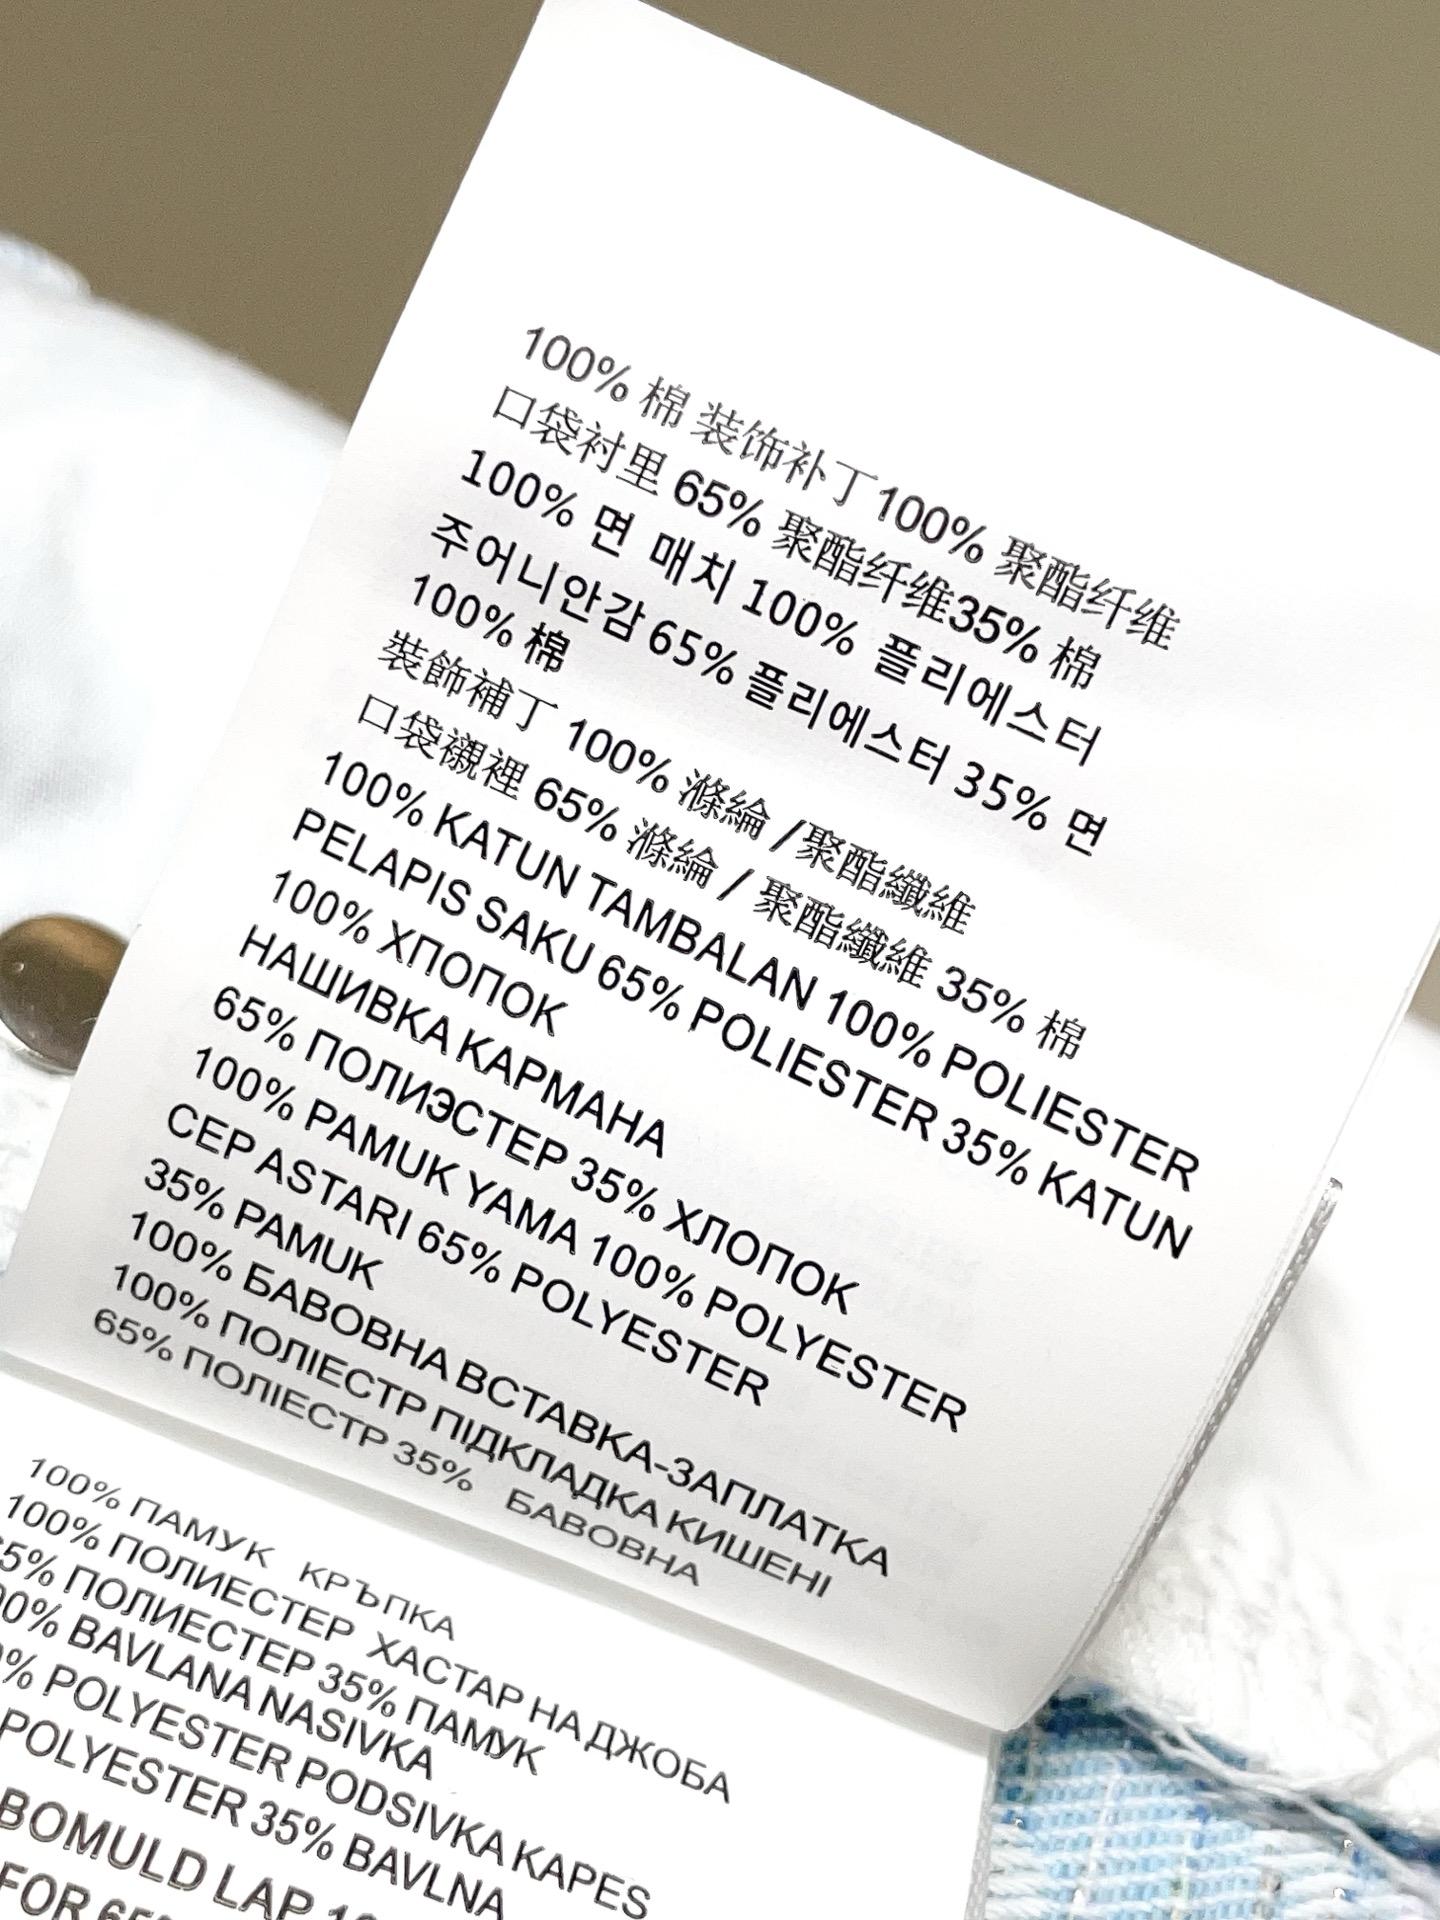 100% 棉 装饰补丁100% 聚酯纤维
口袋衬里 65% 聚酯纤维35% 棉
100% 면 매치 100% 플리에스터
주어니안감 65% 플리에스터 35% 면
100% 棉
裝飾補丁 100% 滌綸 /聚酯纖維
口袋襯裡 65% 滌綸 / 聚酯纖維 35% 棉
100% KATUN TAMBALAN 100% POLIESTER
PELAPIS SAKU 65% POLIESTER 35% KATUN
100% ХПОПОК
НАШИВКА КАРМАНА
65% ПОЛИЭСТЕР 35% ХЛОПОК
100% PAMUK YAMA 100% POLYESTER
CEP ASTARI 65% POLYESTER
35% PAMUK
100% БАВОВНА ВСТАВКА-ЗАПЛАТКА
100% ПОЛІЕСТР ПІДКЛАДКА КИШЕНІ
65% ПОЛІЕСТР 35% БАВОВНА
100% ПАМУК КРЪПКА
100% ПОЛИЕСТЕР ХАСТАР НА ДЖОБА
65% ПОЛИЕСТЕР 35% ПАМУК
00% BAVLANA NASIVKA
% POLYESTER PODSIVKA KAPES
POLYESTER 35% BAVLNA
BOMULD LAP
FOR